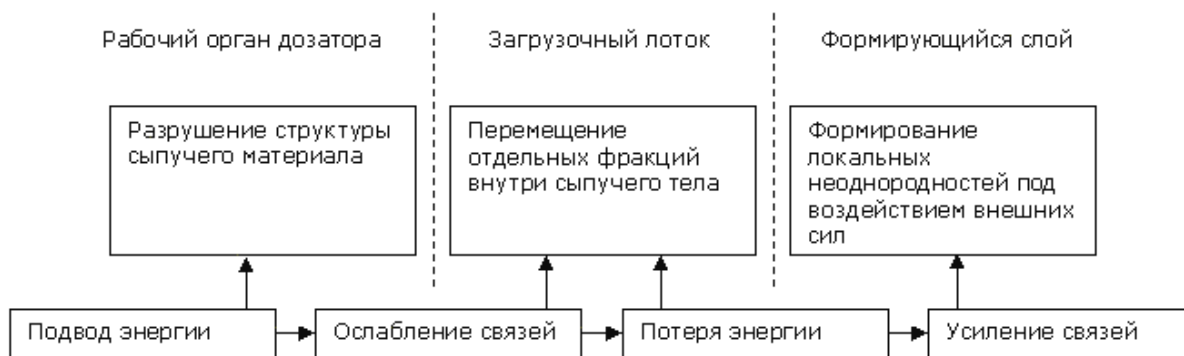 Рабочий орган дозатора
Загрузочный лоток
Формирующийся слой
Разрушение структуры
сыпучего материала
Перемещение
отдельных фракций
внутри сыпучего тела
Формирование
локальных
неоднородностей под
воздействием внешних
сил
Подвод энергии
Ослабление связей
Потеря энергии
Усиление связей